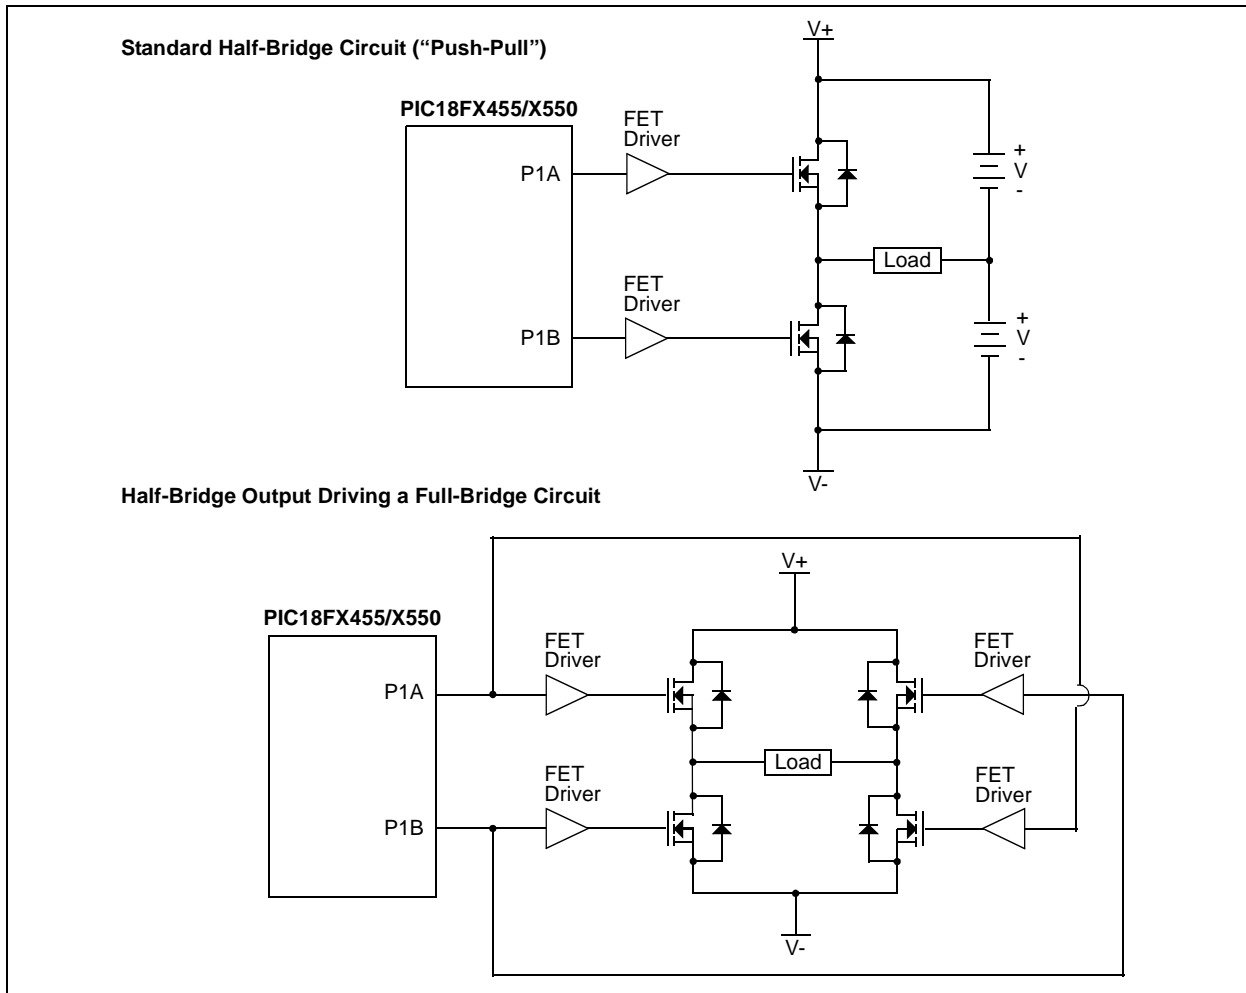 Standard Half-Bridge Circuit (“Push-Pull”)
V+
PIC18FX455/X550
FET
Driver
P1A
+
V
-
Load
FET
Driver
P1B
+
V
-
V-
Half-Bridge Output Driving a Full-Bridge Circuit
V+
PIC18FX455/X550
FET
Driver
FET
Driver
P1A
Load
FET
Driver
FET
Driver
P1B
V-